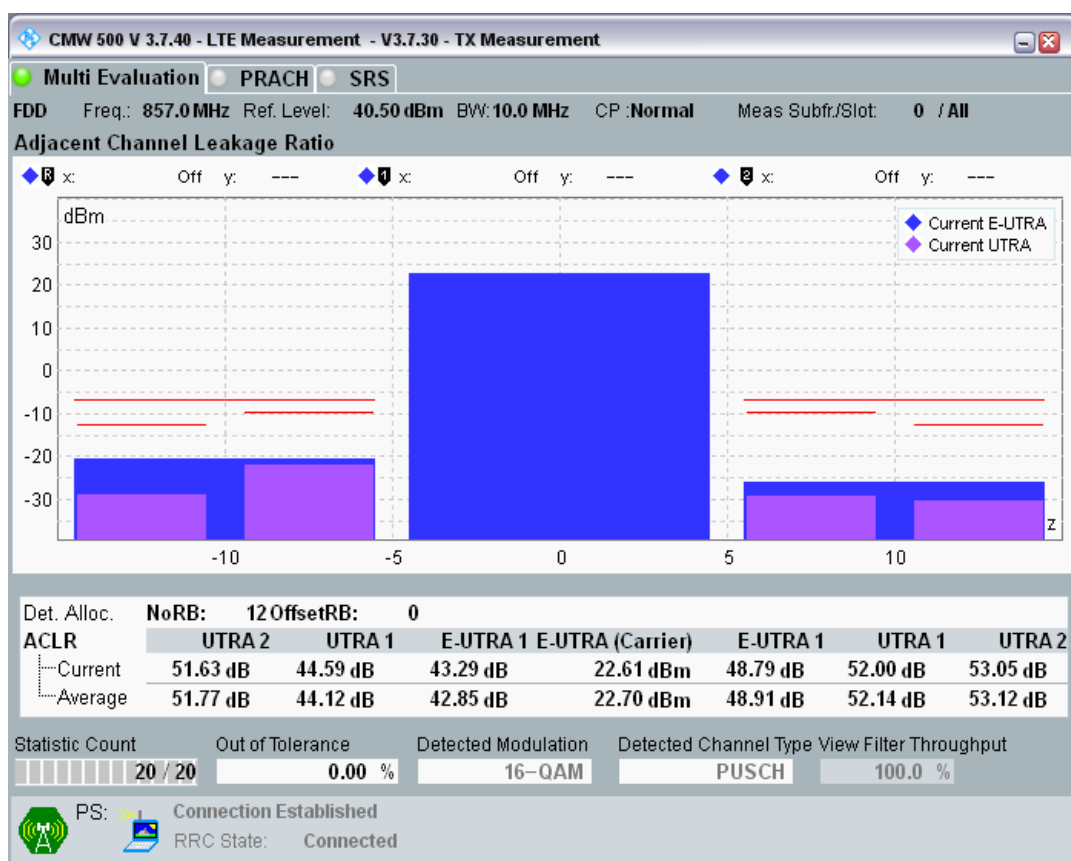 CMW 500 V 3.7.40 - LTE Measurement - V3.7.30 - TX Measurement
Multi Evaluation PRACH SRS
FDD Freq.: 857.0 MHz Ref. Level: 40.50 dBm BW: 10.0 MHz CP :Normal Meas Subfr./Slot: 0 / All
Adjacent Channel Leakage Ratio
R x: Off y: --- 1 x: Off y: --- 2 x: Off y: ---
dBm
Current E-UTRA
Current UTRA
30
20
10
0
-10
-20
-30
z
-10 -5 0 5 10
Det. Alloc. NoRB: 12 OffsetRB: 0
ACLR UTRA 2 UTRA 1 E-UTRA 1 E-UTRA (Carrier) E-UTRA 1 UTRA 1 UTRA 2
Current 51.63 dB 44.59 dB 43.29 dB 22.61 dBm 48.79 dB 52.00 dB 53.05 dB
Average 51.77 dB 44.12 dB 42.85 dB 22.70 dBm 48.91 dB 52.14 dB 53.12 dB
Statistic Count Out of Tolerance Detected Modulation Detected Channel Type View Filter Throughput
20 / 20 0.00 % 16-QAM PUSCH 100.0 %
PS: Connection Established
RRC State: Connected